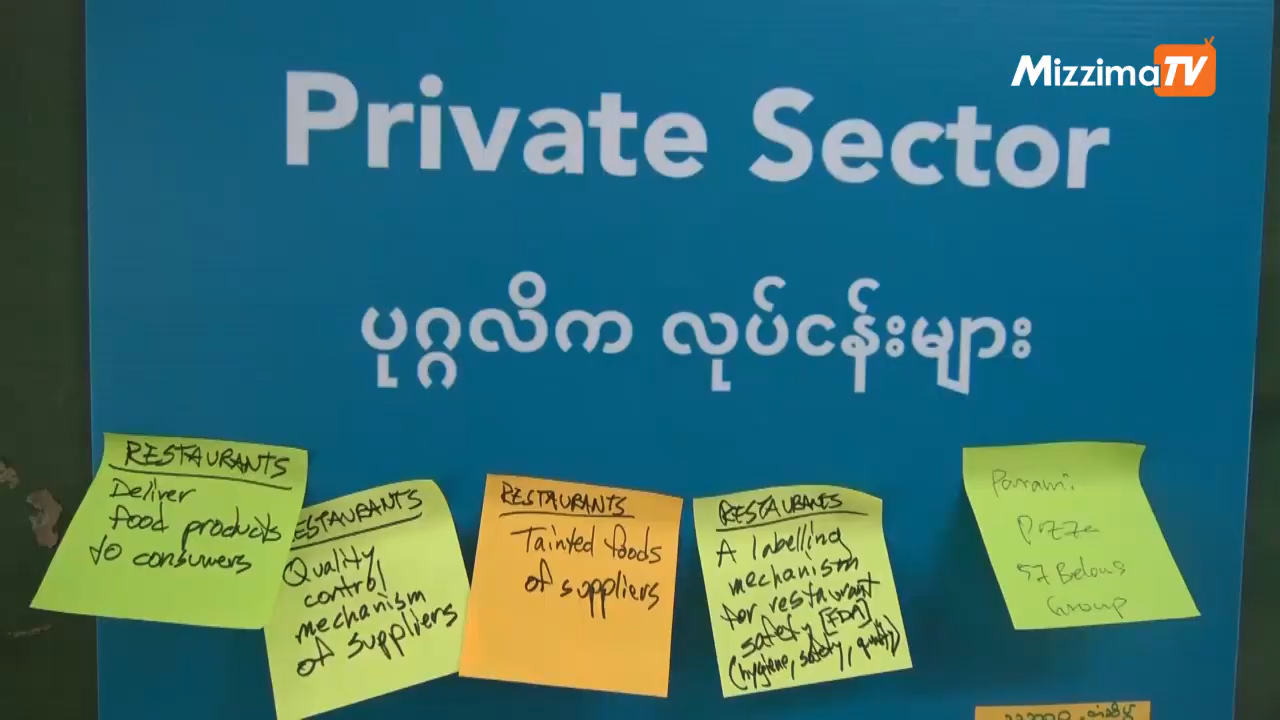 MizzimaTV
Private Sector
ပုဂ္ဂလိက လုပ်ငန်းများ
RESTAURANTS
Deliver
food products
to consumers
ESTAURANTS
Quality
control
mechanism
of suppliers
RESTAURANTS
Tainted foods
of suppliers
RESTAURANTS
A labelling
mechanism
for restaurant
safety [FDA]
(hygiene, safety, quality)
Parami
Pizza
57 Below
Group